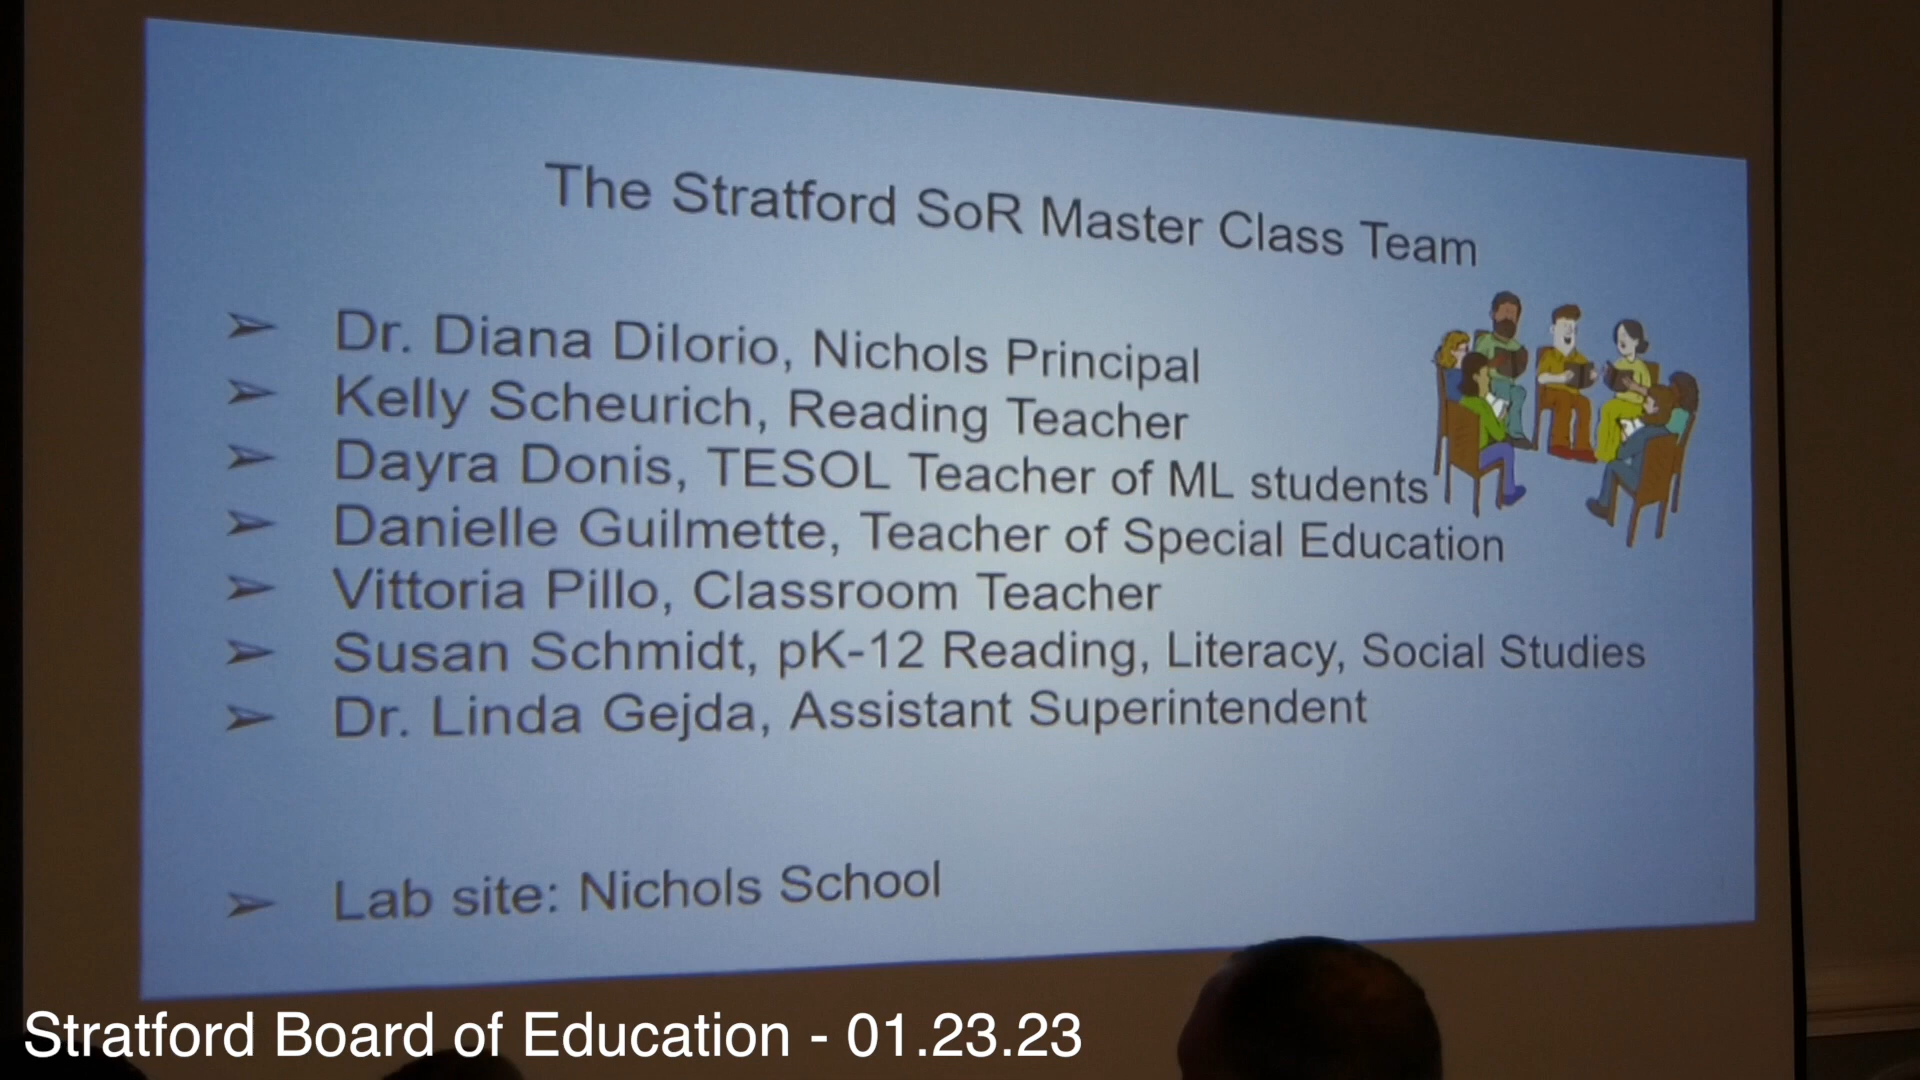 The Stratford SoR Master Class Team
➢ Dr. Diana DiIorio, Nichols Principal
➢ Kelly Scheurich, Reading Teacher
➢ Dayra Donis, TESOL Teacher of ML students
➢ Danielle Guilmette, Teacher of Special Education
➢ Vittoria Pillo, Classroom Teacher
➢ Susan Schmidt, pK-12 Reading, Literacy, Social Studies
➢ Dr. Linda Gejda, Assistant Superintendent
➢ Lab site: Nichols School
Stratford Board of Education - 01.23.23